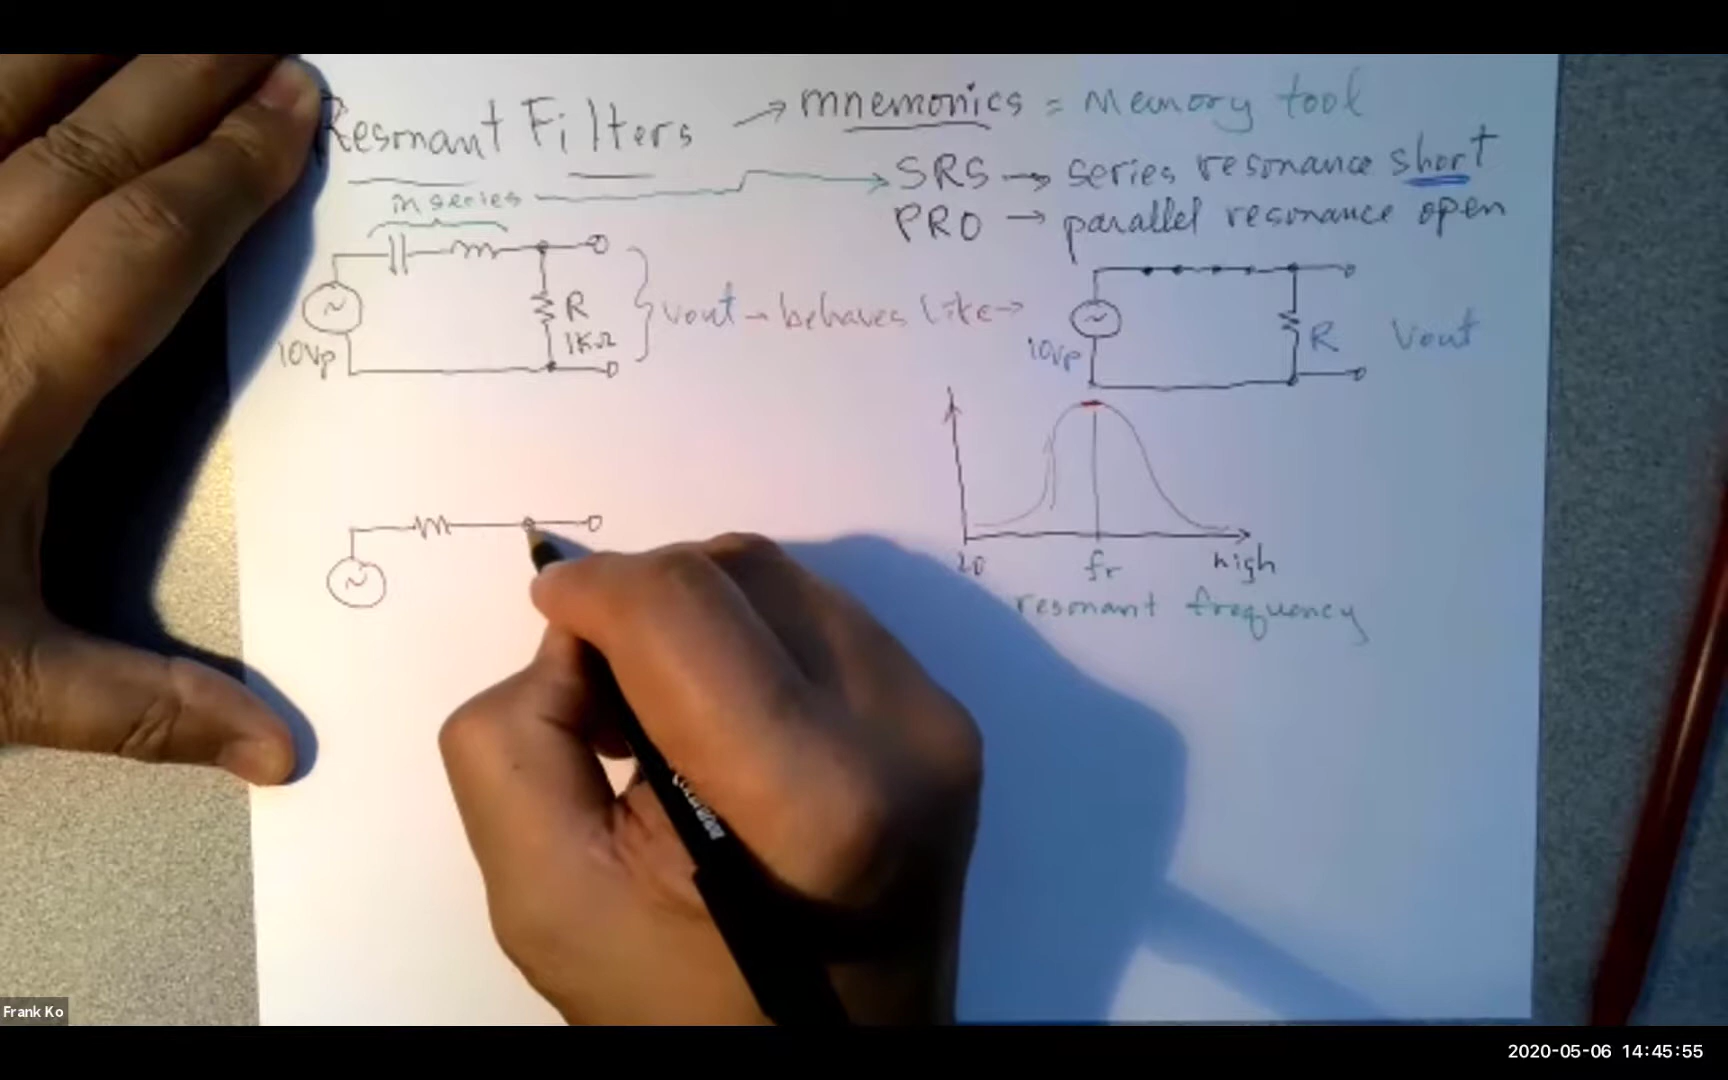 Resonant Filters → mnemonics = Memory tool
in series → SRS → series resonance short
PRO → parallel resonance open
R
1KΩ
10Vp
} Vout → behaves like →
10Vp
R
Vout
fr
high
resonant frequency
Frank Ko
2020-05-06 14:45:55